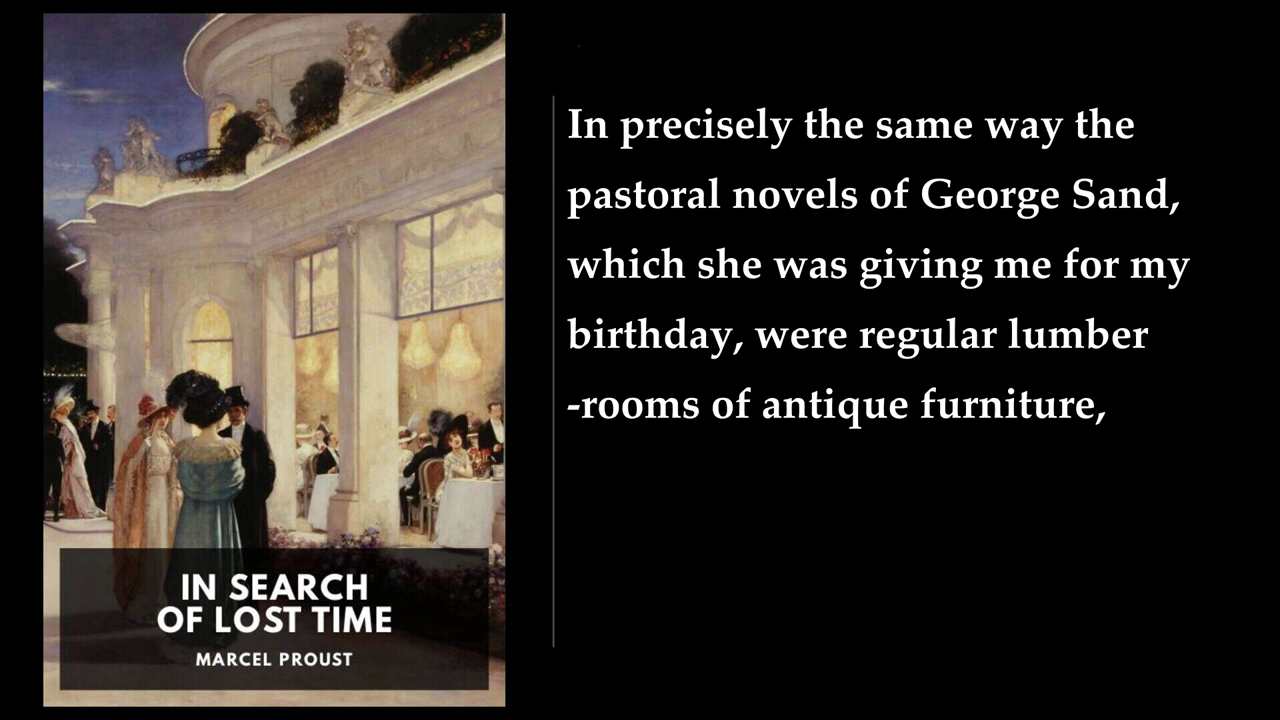 In precisely the same way the
pastoral novels of George Sand,
which she was giving me for my
birthday, were regular lumber
-rooms of antique furniture,
IN SEARCH
OF LOST TIME
MARCEL PROUST